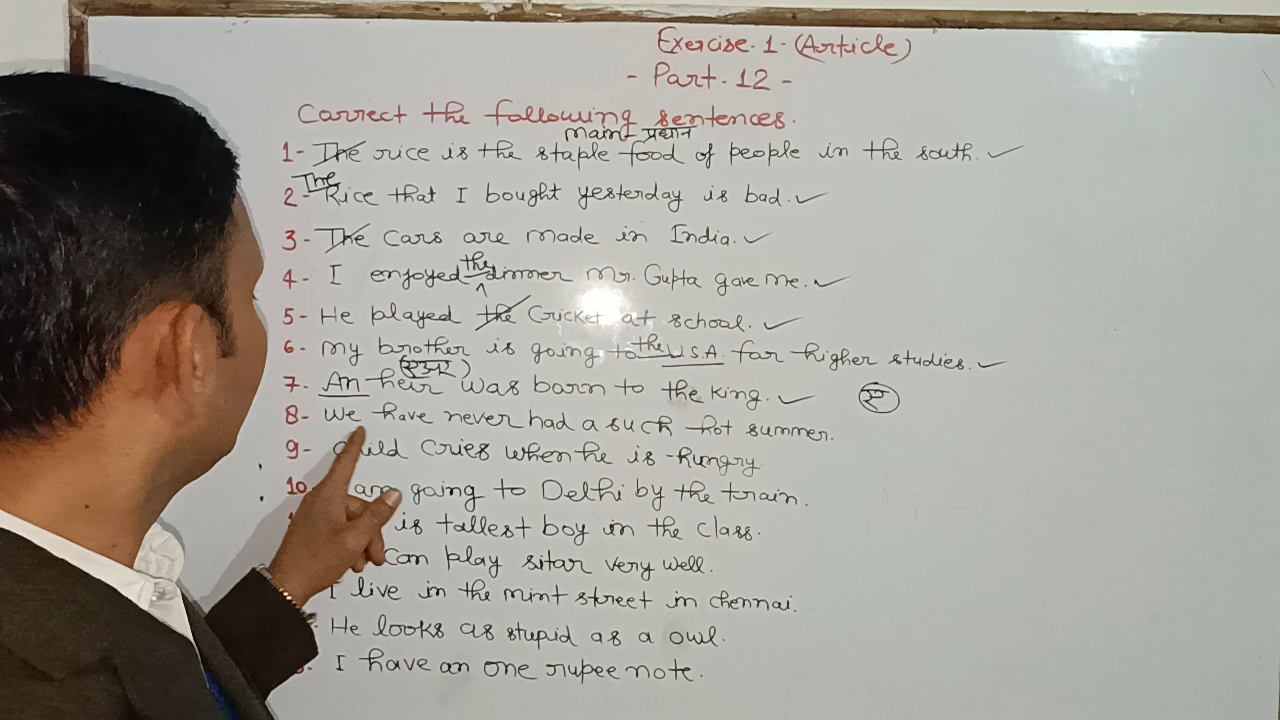 Exercise. 1 - (Article)
- Part. 12 -
Correct the following sentences.
main - प्रधान
1- The rice is the staple food of people in the south. ✓
The
2- Rice that I bought yesterday is bad. ✓
3- The Cars are made in India. ✓
4- I enjoyed the dinner Mr. Gupta gave me. ✓
5- He played the Cricket at school. ✓
6- My brother is going to the U.S.A. for higher studies. ✓
7- An heir was born to the king. ✓
8- We have never had a such hot summer.
9- Child cries when he is hungry.
10. I am going to Delhi by the train.
is tallest boy in the class.
Can play sitar very well.
I live in the mint street in Chennai.
He looks as stupid as a owl.
I have an one rupee note.